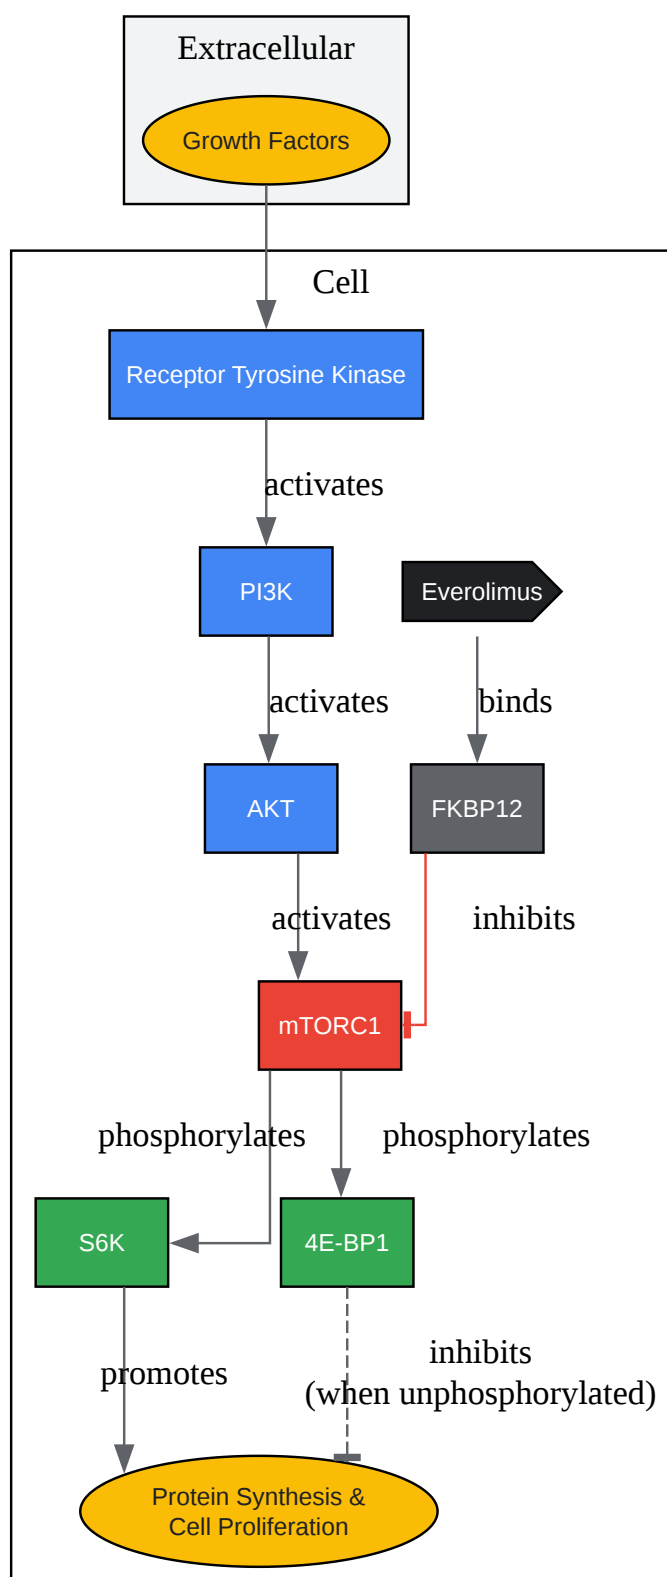 Extracellular
Growth Factors
Cell
Receptor Tyrosine Kinase
activates
PI3K
Everolimus
activates
binds
AKT
FKBP12
activates
inhibits
mTORC1
phosphorylates
phosphorylates
S6K
4E-BP1
promotes
inhibits
(when unphosphorylated)
Protein Synthesis &
Cell Proliferation